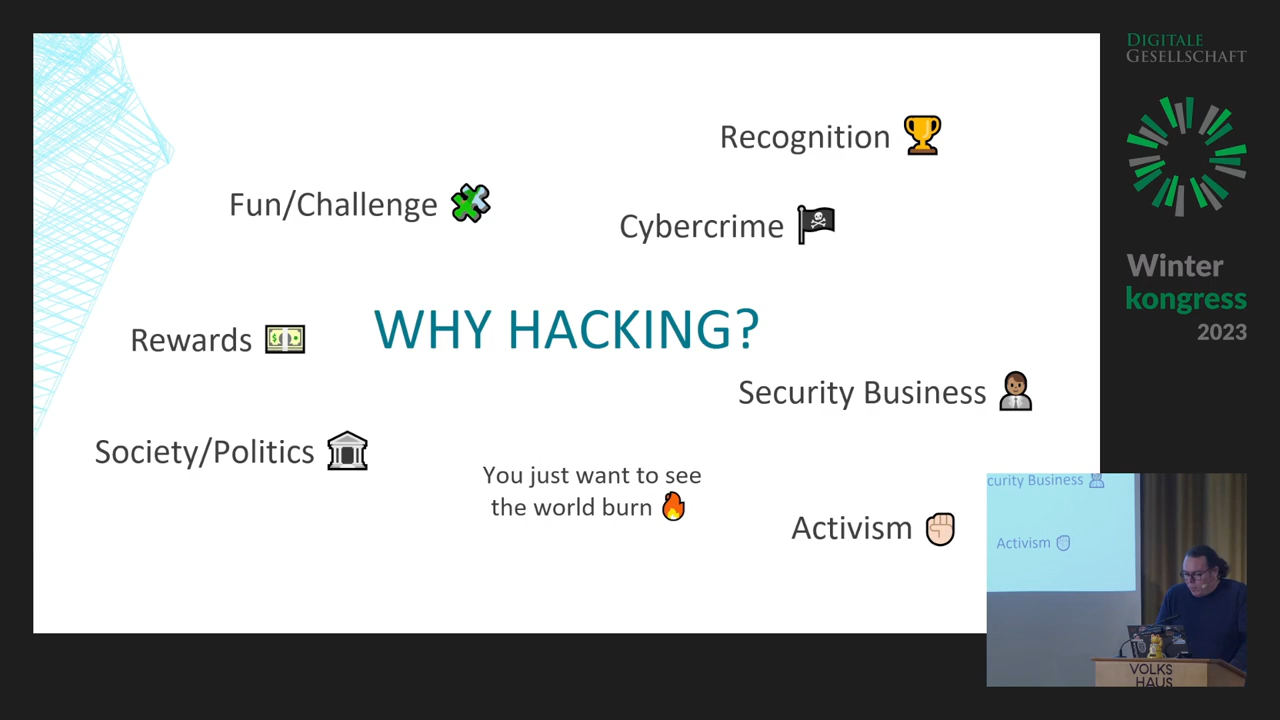 DIGITALE
GESELLSCHAFT
Recognition
Fun/Challenge
Cybercrime
Winter
kongress
2023
WHY HACKING?
Rewards
Security Business
Society/Politics
You just want to see
the world burn
Activism
curity Business
Activism
VOLKS
HAUS